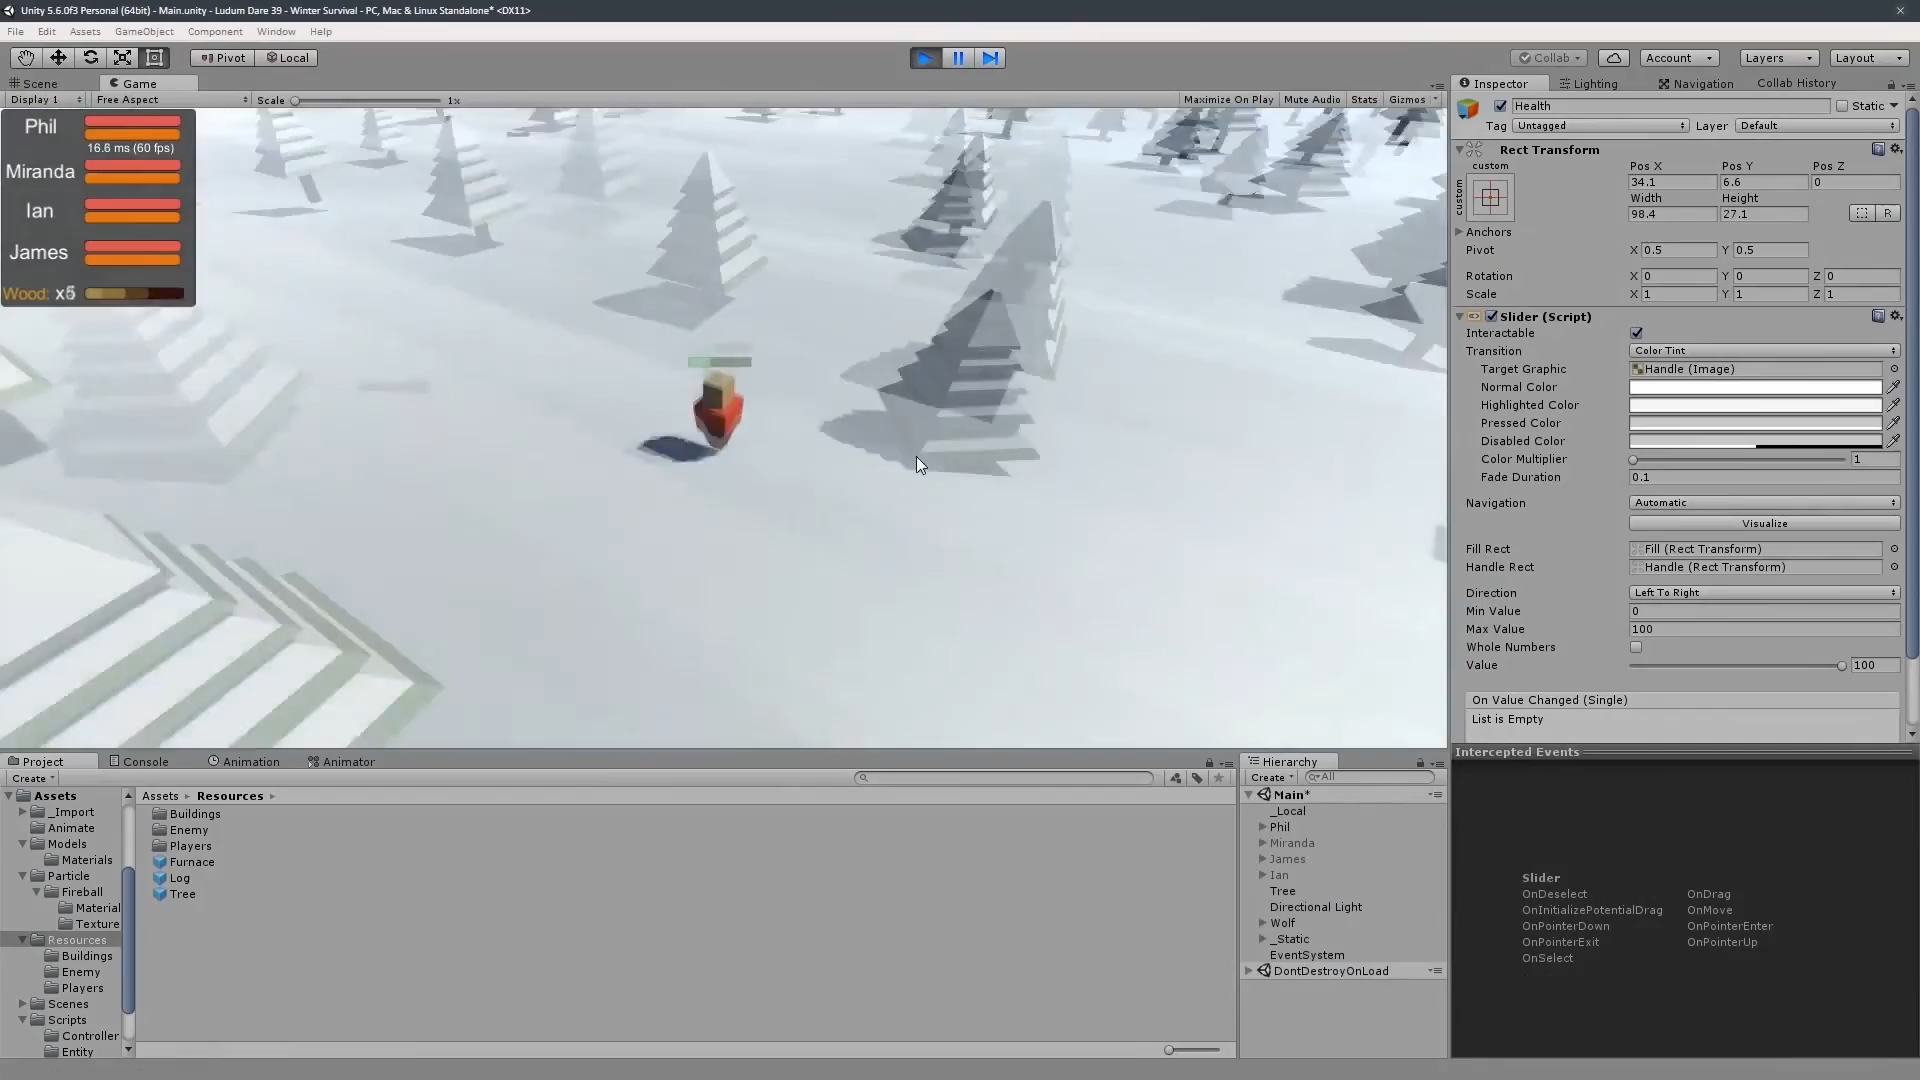 Unity 5.6.0f3 Personal (64bit) - Main.unity - Ludum Dare 39 - Winter Survival - PC, Mac & Linux Standalone* <DX11>
File Edit Assets GameObject Component Window Help
Pivot Local Collab Account Layers Layout
Scene Game
Display 1 Free Aspect Scale 1x Maximize On Play Mute Audio Stats Gizmos
Phil
16.6 ms (60 fps)
Miranda
Ian
James
Wood:
Inspector Lighting Navigation Collab History
Health Static
Tag Untagged Layer Default
Rect Transform
custom Pos X Pos Y Pos Z
custom 34.1 6.6 0
Width Height
98.4 27.1 R
Anchors
Pivot X 0.5 Y 0.5
Rotation X 0 Y 0 Z 0
Scale X 1 Y 1 Z 1
Slider (Script)
Interactable
Transition Color Tint
Target Graphic Handle (Image)
Normal Color
Highlighted Color
Pressed Color
Disabled Color
Color Multiplier 1
Fade Duration 0.1
Navigation Automatic
Visualize
Fill Rect Fill (Rect Transform)
Handle Rect Handle (Rect Transform)
Direction Left To Right
Min Value 0
Max Value 100
Whole Numbers
Value 100
On Value Changed (Single)
List is Empty
Project Console Animation Animator
Create
Assets
_Import
Animate
Models
Materials
Particle
Fireball
Material
Texture
Resources
Buildings
Enemy
Players
Scenes
Scripts
Controller
Entity
Assets Resources
Buildings
Enemy
Players
Furnace
Log
Tree
Hierarchy
Create All
Main*
_Local
Phil
Miranda
James
Ian
Tree
Directional Light
Wolf
_Static
EventSystem
DontDestroyOnLoad
Intercepted Events
Slider
OnDeselect OnDrag
OnInitializePotentialDrag OnMove
OnPointerDown OnPointerEnter
OnPointerExit OnPointerUp
OnSelect